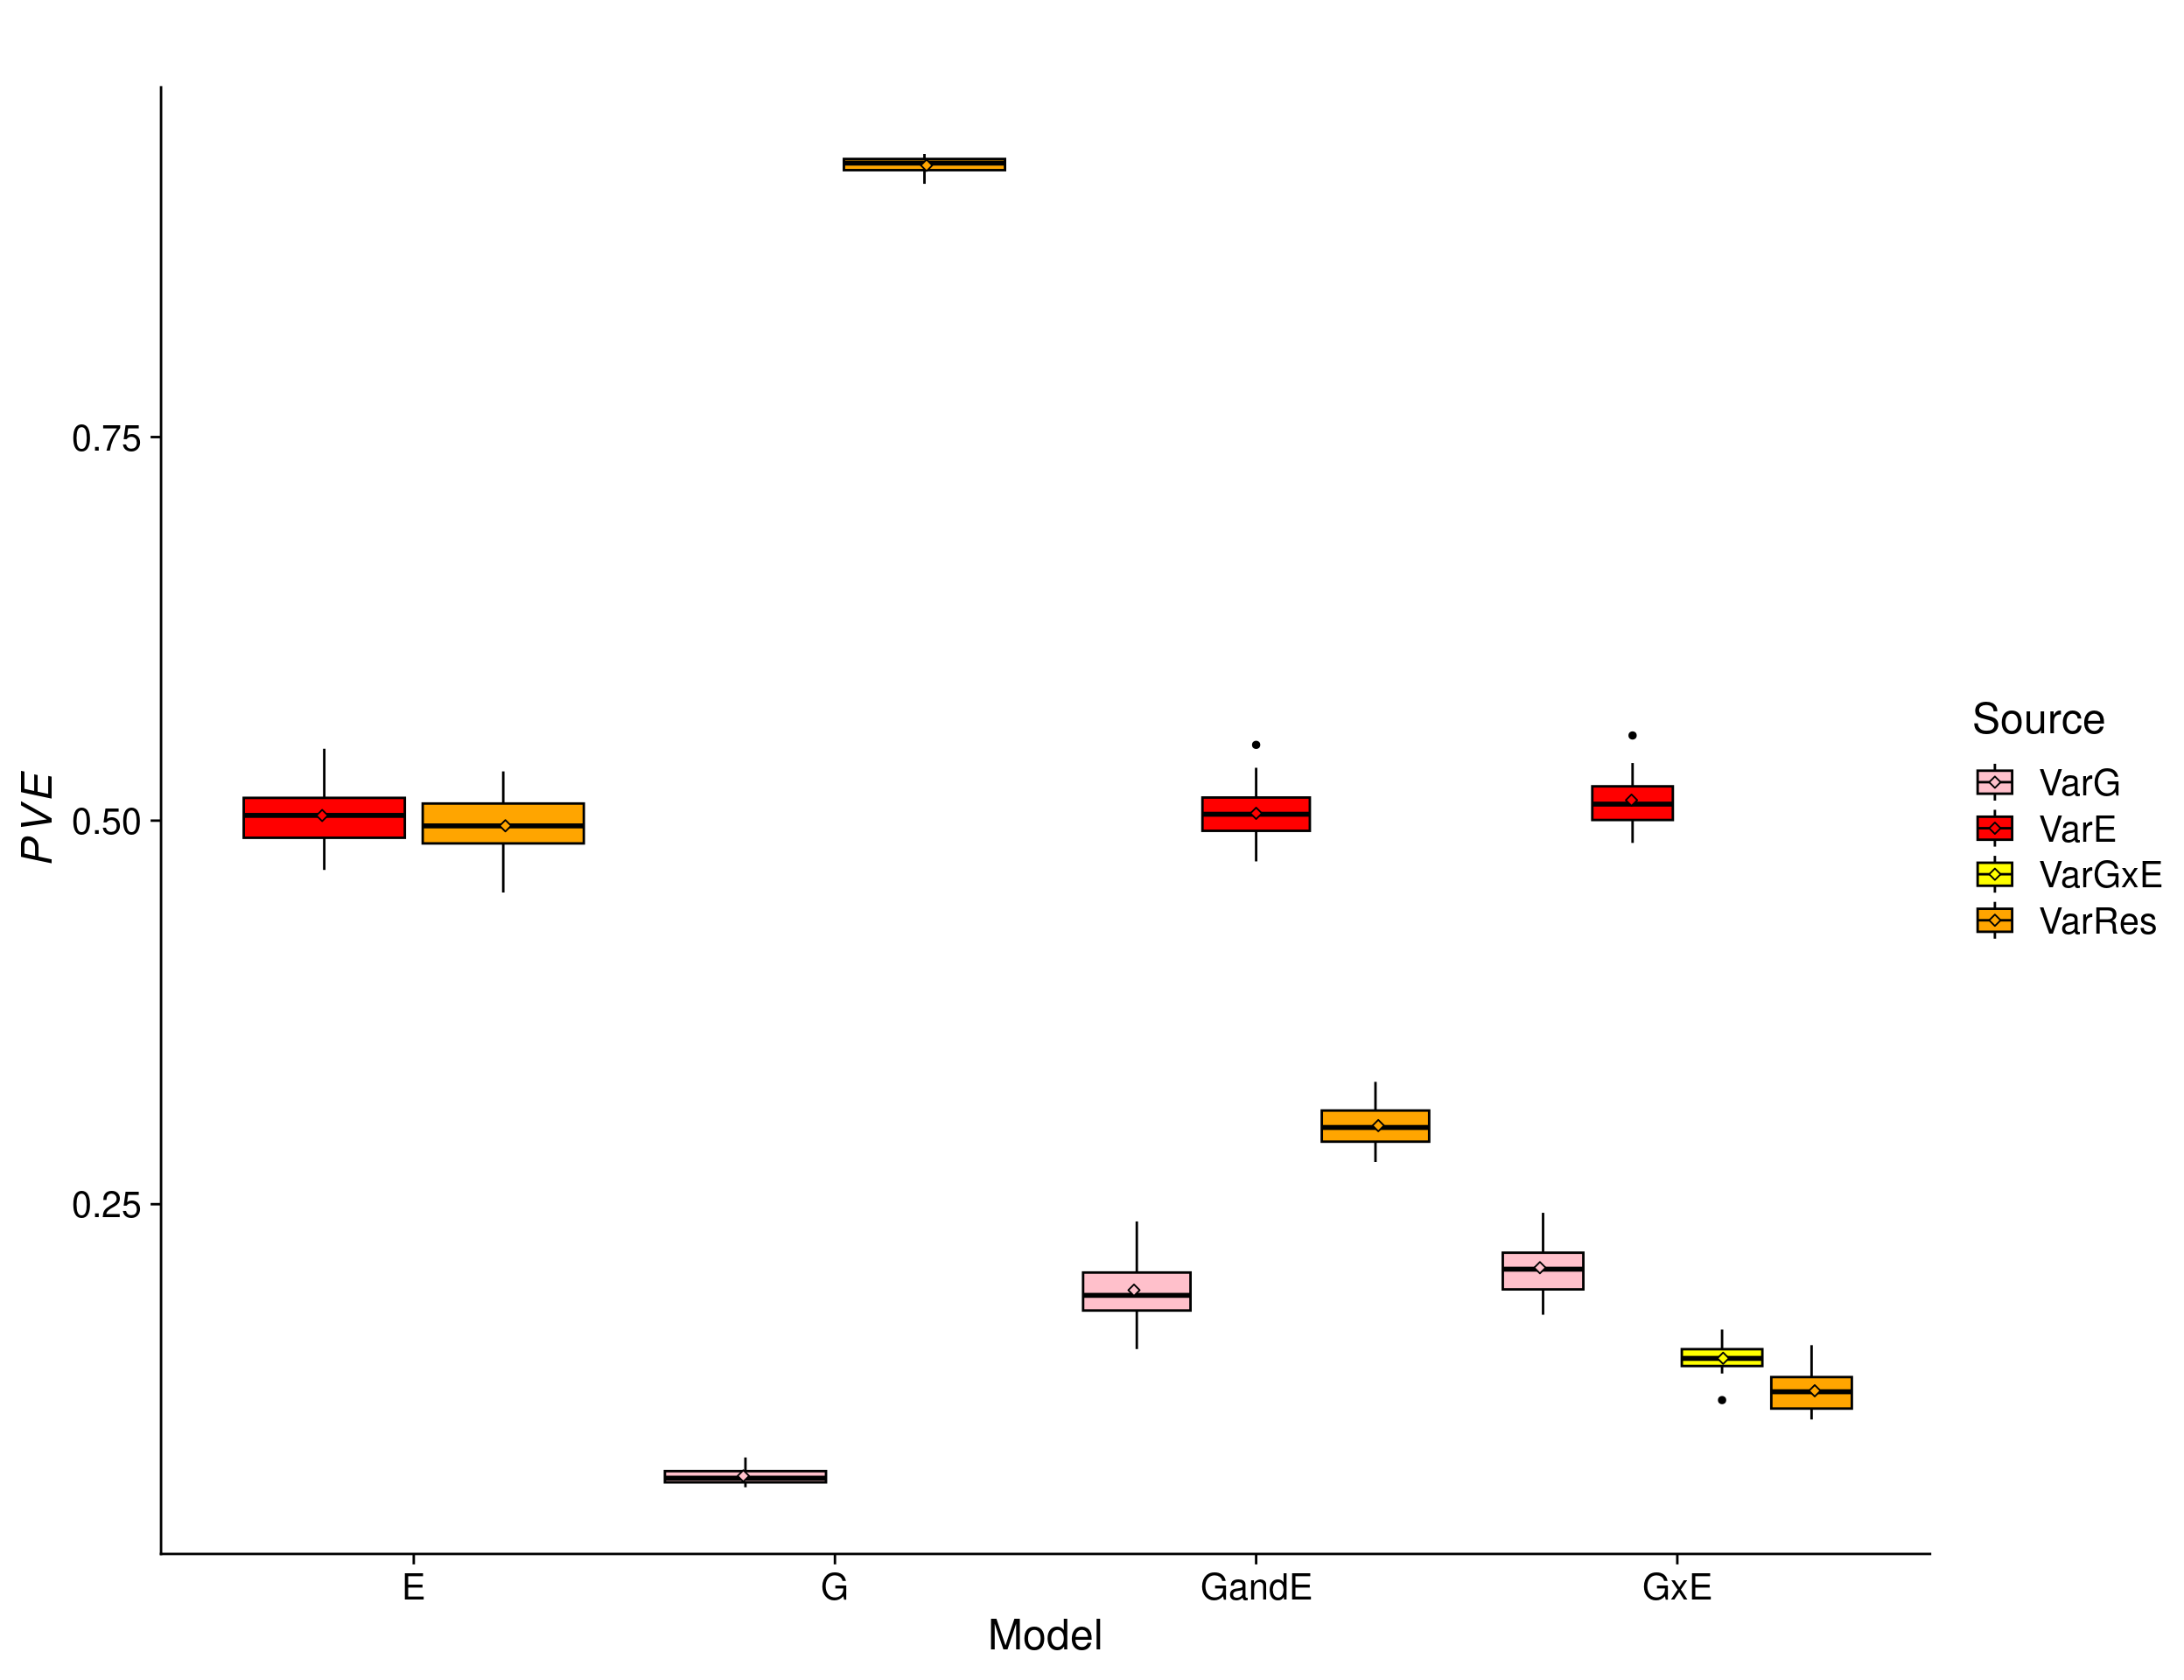 PVE
0.75
0.50
0.25
E
G
GandE
GxE
Model
Source
VarG
VarE
VarGxE
VarRes